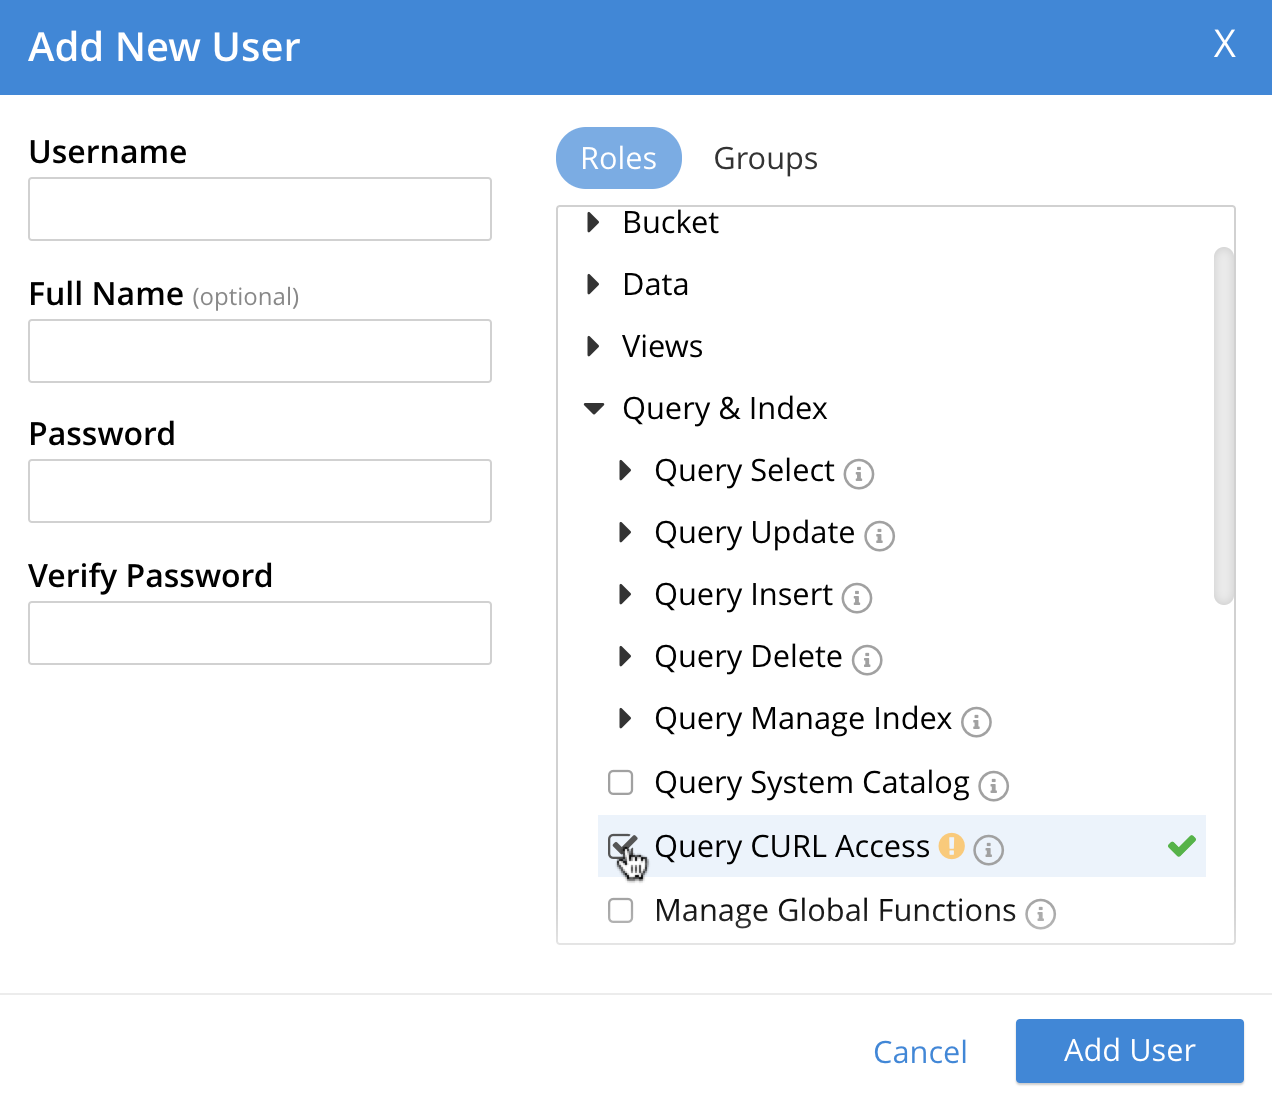 Add New User
X
Username
Full Name (optional)
Password
Verify Password
Roles
Groups
Bucket
Data
Views
Query & Index
Query Select
Query Update
Query Insert
Query Delete
Query Manage Index
Query System Catalog
Query CURL Access
Manage Global Functions
Cancel
Add User